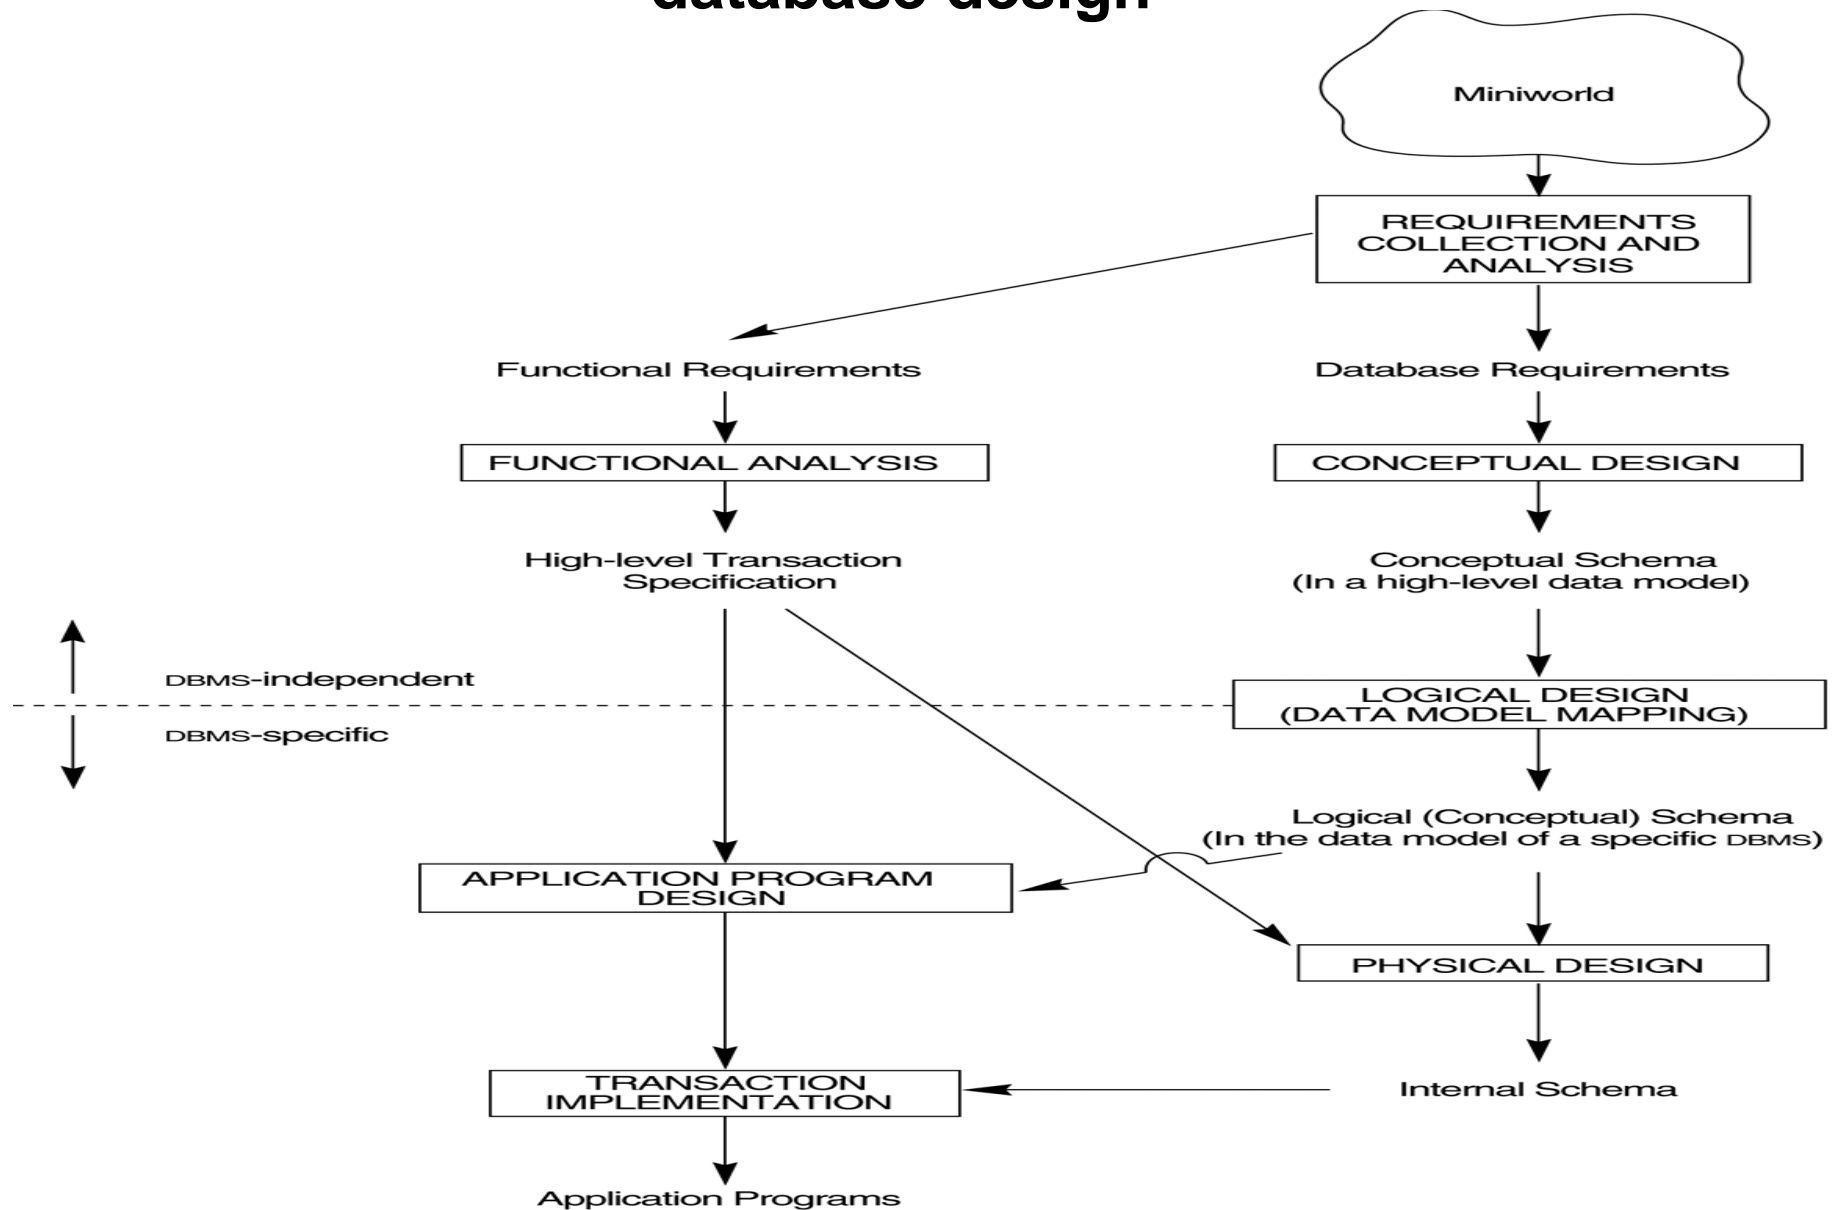 database design
Miniworld
REQUIREMENTS
COLLECTION AND
ANALYSIS
Functional Requirements
Database Requirements
FUNCTIONAL ANALYSIS
CONCEPTUAL DESIGN
High-level Transaction
Specification
Conceptual Schema
(In a high-level data model)
DBMS-independent
DBMS-specific
LOGICAL DESIGN
(DATA MODEL MAPPING)
Logical (Conceptual) Schema
(In the data model of a specific DBMS)
APPLICATION PROGRAM
DESIGN
PHYSICAL DESIGN
TRANSACTION
IMPLEMENTATION
Internal Schema
Application Programs